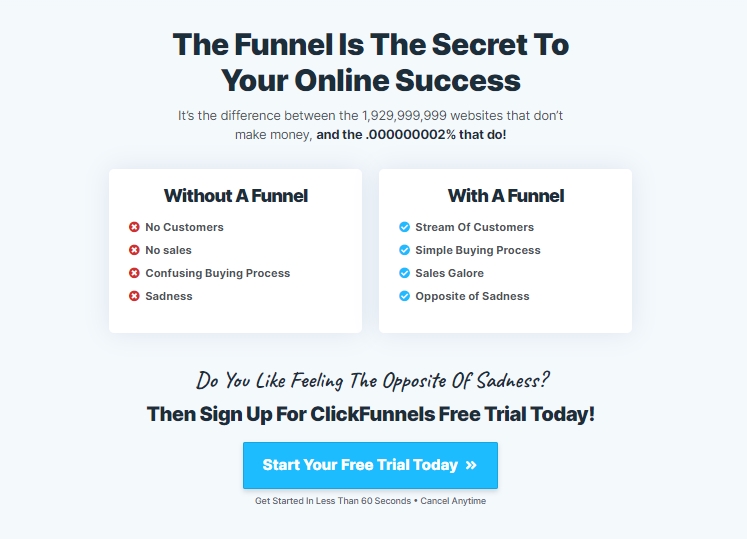 The Funnel Is The Secret To
Your Online Success
It's the difference between the 1,929,999,999 websites that don't
make money, and the .000000002% that do!
Without A Funnel
No Customers
No sales
Confusing Buying Process
Sadness
With A Funnel
Stream Of Customers
Simple Buying Process
Sales Galore
Opposite of Sadness
Do You Like Feeling The Opposite Of Sadness?
Then Sign Up For ClickFunnels Free Trial Today!
Start Your Free Trial Today »
Get Started In Less Than 60 Seconds • Cancel Anytime